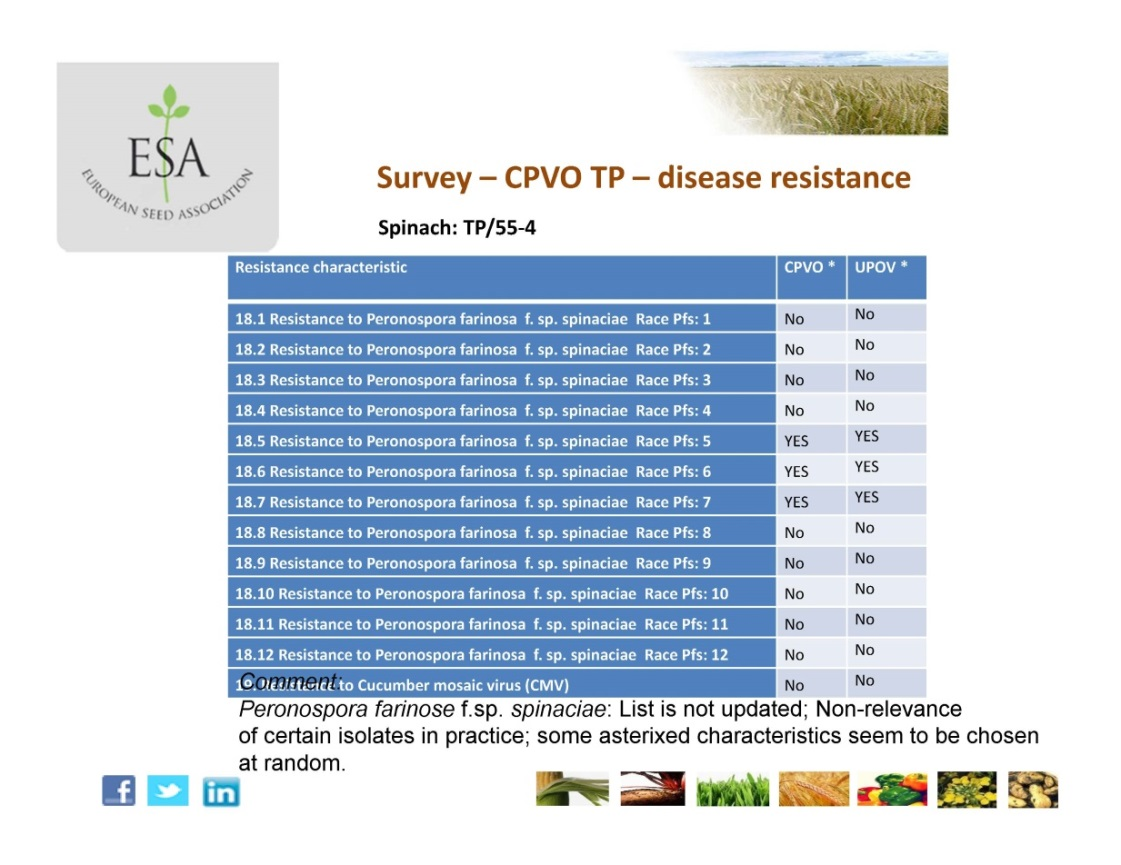 ESA
EUROPEAN SEED ASSOCIATION
Survey – CPVO TP – disease resistance
Spinach: TP/55-4
Resistance characteristic CPVO * UPOV *
18.1 Resistance to Peronospora farinosa f. sp. spinaciae Race Pfs: 1 No No
18.2 Resistance to Peronospora farinosa f. sp. spinaciae Race Pfs: 2 No No
18.3 Resistance to Peronospora farinosa f. sp. spinaciae Race Pfs: 3 No No
18.4 Resistance to Peronospora farinosa f. sp. spinaciae Race Pfs: 4 No No
18.5 Resistance to Peronospora farinosa f. sp. spinaciae Race Pfs: 5 YES YES
18.6 Resistance to Peronospora farinosa f. sp. spinaciae Race Pfs: 6 YES YES
18.7 Resistance to Peronospora farinosa f. sp. spinaciae Race Pfs: 7 YES YES
18.8 Resistance to Peronospora farinosa f. sp. spinaciae Race Pfs: 8 No No
18.9 Resistance to Peronospora farinosa f. sp. spinaciae Race Pfs: 9 No No
18.10 Resistance to Peronospora farinosa f. sp. spinaciae Race Pfs: 10 No No
18.11 Resistance to Peronospora farinosa f. sp. spinaciae Race Pfs: 11 No No
18.12 Resistance to Peronospora farinosa f. sp. spinaciae Race Pfs: 12 No No
19. Resistance to Cucumber mosaic virus (CMV) No No
Comment:
Peronospora farinose f.sp. spinaciae: List is not updated; Non-relevance
of certain isolates in practice; some asterixed characteristics seem to be chosen
at random.
f
in